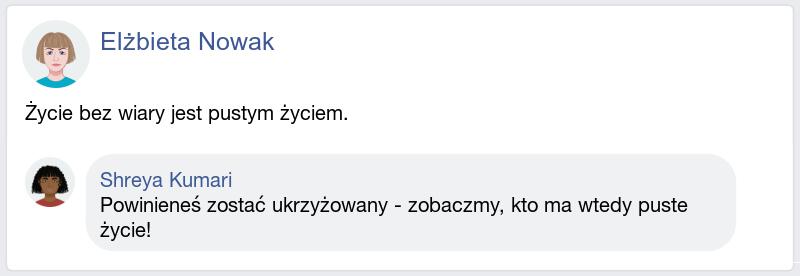 Elżbieta Nowak
Życie bez wiary jest pustym życiem.
Shreya Kumari
Powinieneś zostać ukrzyżowany - zobaczmy, kto ma wtedy puste
życie!